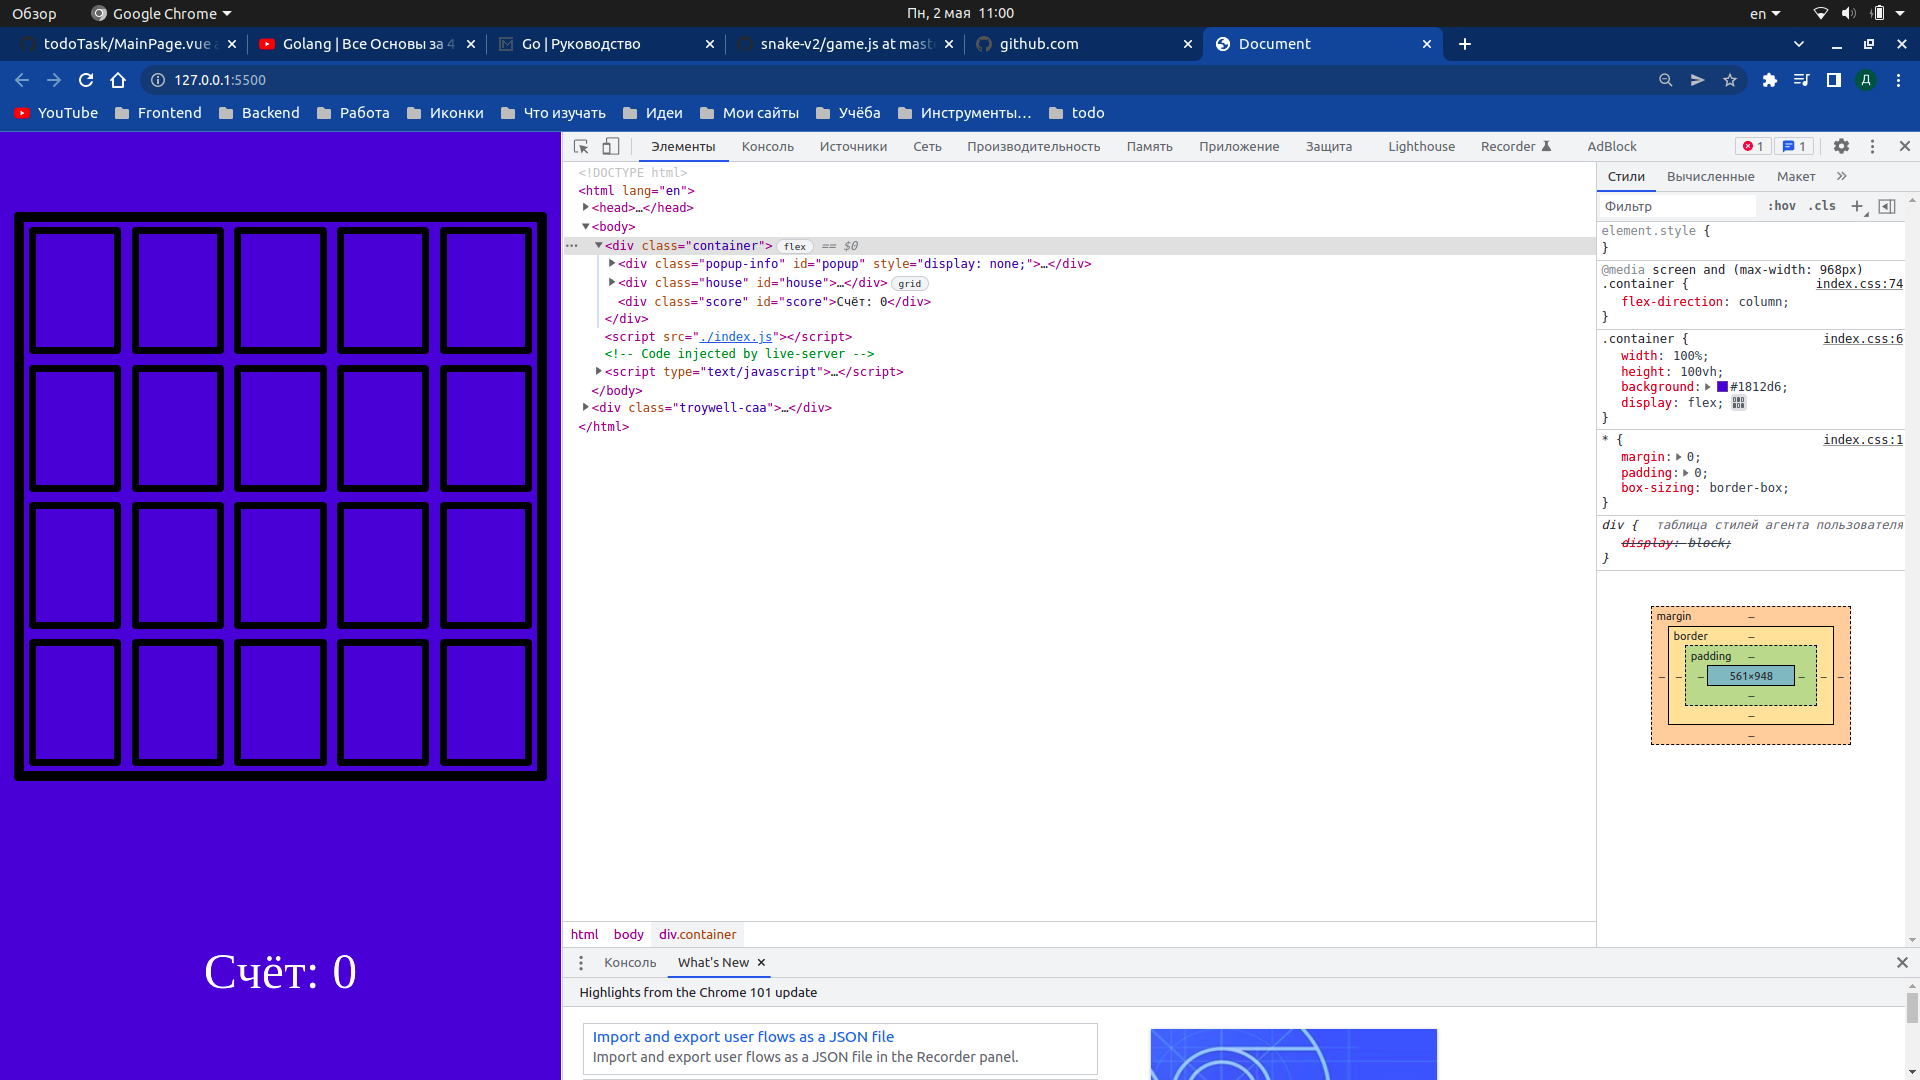 Обзор
Google Chrome
Пн, 2 мая 11:00
en
todoTask/MainPage.vue
Golang | Все Основы за 4
Go | Руководство
snake-v2/game.js at mast
github.com
Document
127.0.0.1:5500
Д
YouTube
Frontend
Backend
Работа
Иконки
Что изучать
Идеи
Мои сайты
Учёба
Инструменты…
todo
Счёт: 0
Элементы
Консоль
Источники
Сеть
Производительность
Память
Приложение
Защита
Lighthouse
Recorder
AdBlock
1
1
<!DOCTYPE html>
<html lang="en">
<head>…</head>
<body>
<div class="container"> flex == $0
<div class="popup-info" id="popup" style="display: none;">…</div>
<div class="house" id="house">…</div> grid
<div class="score" id="score">Счёт: 0</div>
</div>
<script src="./index.js"></script>
<!-- Code injected by live-server -->
<script type="text/javascript">…</script>
</body>
<div class="troywell-caa">…</div>
</html>
html
body
div.container
Стили
Вычисленные
Макет
Фильтр
:hov
.cls
element.style {
}
@media screen and (max-width: 968px)
.container {
index.css:74
flex-direction: column;
}
.container {
index.css:6
width: 100%;
height: 100vh;
background: #1812d6;
display: flex;
}
* {
index.css:1
margin: 0;
padding: 0;
box-sizing: border-box;
}
div {
таблица стилей агента пользователя
display: block;
}
margin –
border –
padding –
– – – 561×948 – – –
–
–
–
Консоль
What's New
Highlights from the Chrome 101 update
Import and export user flows as a JSON file
Import and export user flows as a JSON file in the Recorder panel.